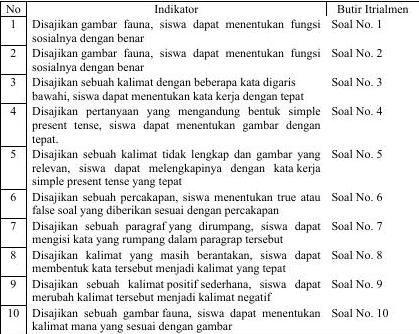 No Indikator Butir Itrialmen
1 Disajikan gambar fauna, siswa dapat menentukan fungsi Soal No. 1
sosialnya dengan benar
2 Disajikan gambar fauna, siswa dapat menentukan fungsi Soal No. 2
sosialnya dengan benar
3 Disajikan sebuah kalimat dengan beberapa kata digaris Soal No. 3
bawahi, siswa dapat menentukan kata kerja dengan tepat
4 Disajikan pertanyaan yang mengandung bentuk simple Soal No. 4
present tense, siswa dapat menentukan gambar dengan
tepat.
5 Disajikan sebuah kalimat tidak lengkap dan gambar yang Soal No. 5
relevan, siswa dapat melengkapinya dengan kata kerja
simple present tense yang tepat
6 Disajikan sebuah percakapan, siswa menentukan true atau Soal No. 6
false soal yang diberikan sesuai dengan percakapan
7 Disajikan sebuah paragraf yang dirumpang, siswa dapat Soal No. 7
mengisi kata yang rumpang dalam paragrap tersebut
8 Disajikan kalimat yang masih berantakan, siswa dapat Soal No. 8
membentuk kata tersebut menjadi kalimat yang tepat
9 Disajikan sebuah kalimat positif sederhana, siswa dapat Soal No. 9
merubah kalimat tersebut menjadi kalimat negatif
10 Disajikan sebuah gambar fauna, siswa dapat menentukan Soal No. 10
kalimat mana yang sesuai dengan gambar